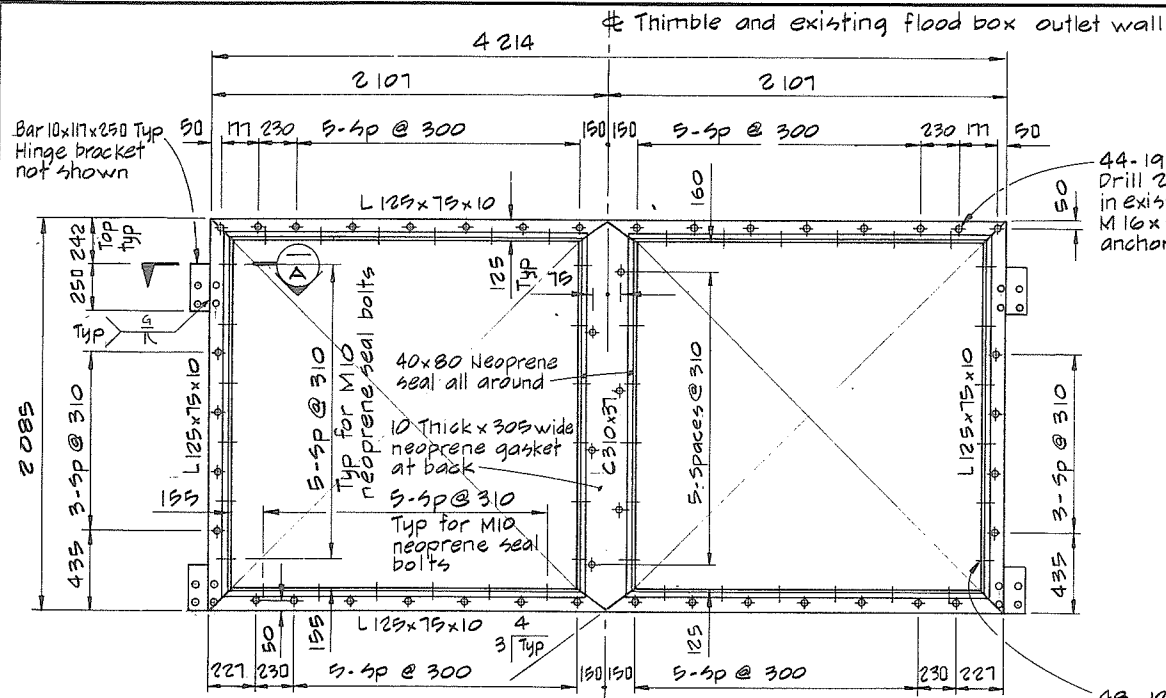 ℄ Thimble and existing flood box outlet wall
4 214
2 107
2 107
Bar 10x117x250 Typ
Hinge bracket
not shown
50
177
230
5-Sp @ 300
150
150
5-Sp @ 300
230
177
50
44-19
Drill 2
in exis
M 16 x
anchor
50
L 125x75x10
160
242
Top
typ
250
A
125
Typ
75
Typ
2 085
3-Sp @ 310
435
L 125x75x10
155
5-Sp @ 310
Typ for M10
neoprene seal bolts
40x80 Neoprene
seal all around
10 Thick x 305 wide
neoprene gasket
at back
5-Sp @ 310
Typ for M10
neoprene seal
bolts
C 310x37
5-Spaces @ 310
L 125x75x10
3-Sp @ 310
435
50
155
L 125x75x10
4
3 Typ
125
227
230
5-Sp @ 300
150
150
5-Sp @ 300
230
227